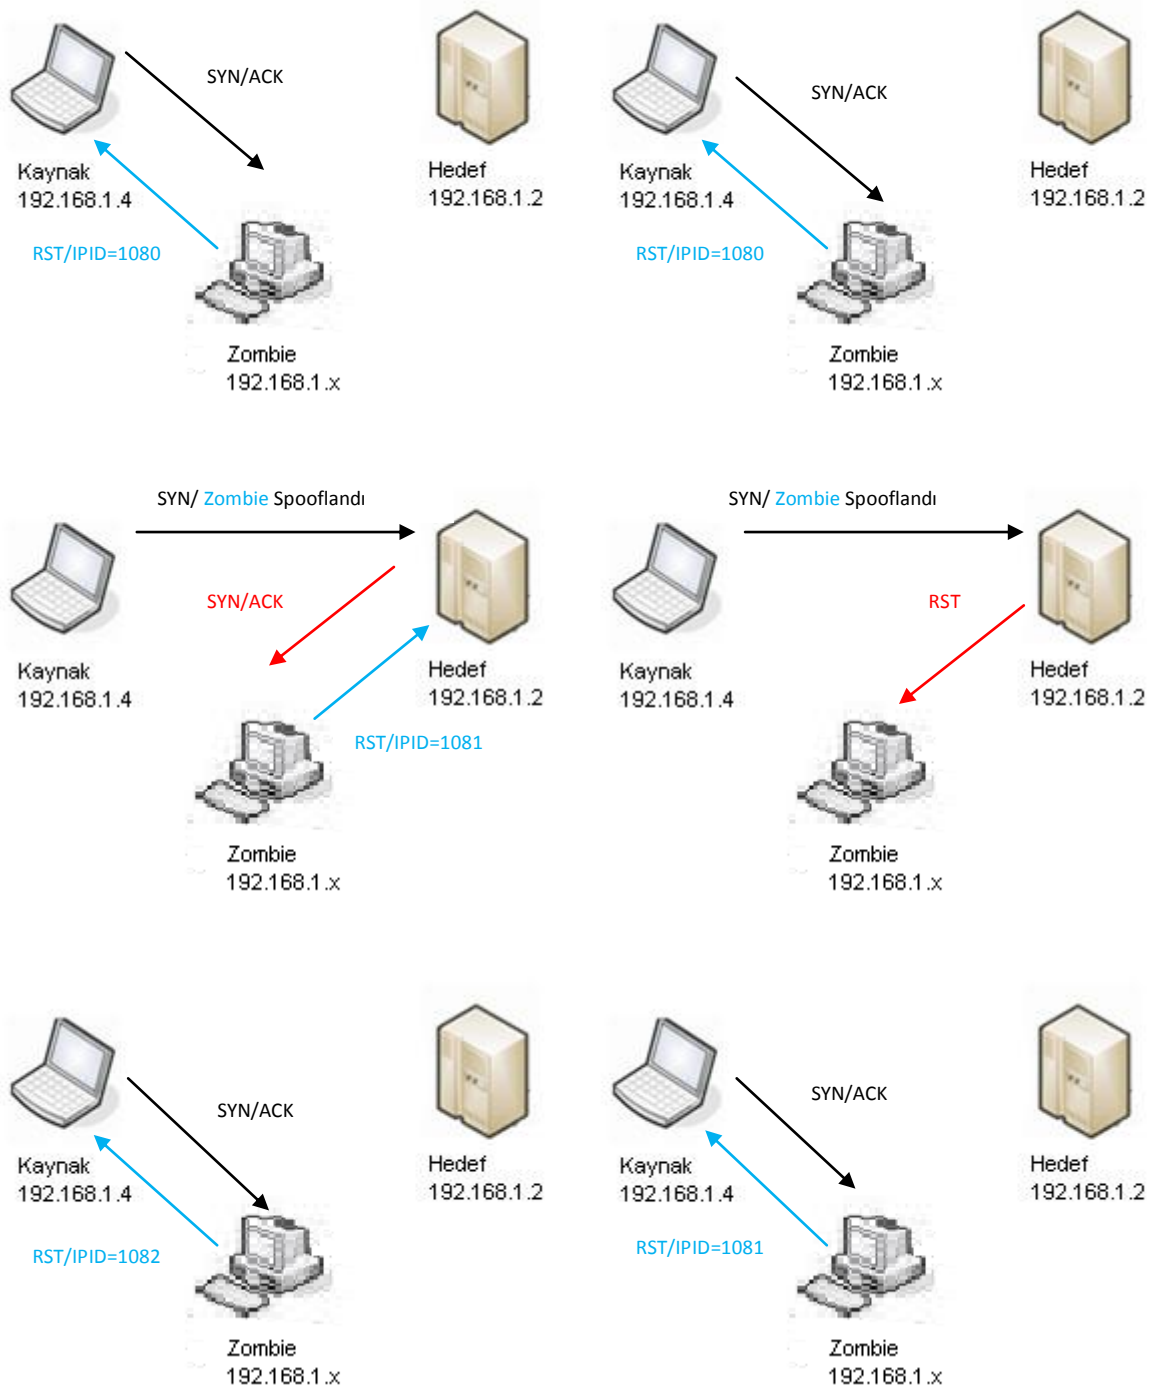 SYN/ACK
Kaynak
192.168.1.4
Hedef
192.168.1.2
RST/IPID=1080
Zombie
192.168.1.x
SYN/ACK
Kaynak
192.168.1.4
Hedef
192.168.1.2
RST/IPID=1080
Zombie
192.168.1.x
SYN/ Zombie Spooflandı
SYN/ACK
Kaynak
192.168.1.4
Hedef
192.168.1.2
RST/IPID=1081
Zombie
192.168.1.x
SYN/ Zombie Spooflandı
RST
Kaynak
192.168.1.4
Hedef
192.168.1.2
Zombie
192.168.1.x
SYN/ACK
Kaynak
192.168.1.4
Hedef
192.168.1.2
RST/IPID=1082
Zombie
192.168.1.x
SYN/ACK
Kaynak
192.168.1.4
Hedef
192.168.1.2
RST/IPID=1081
Zombie
192.168.1.x